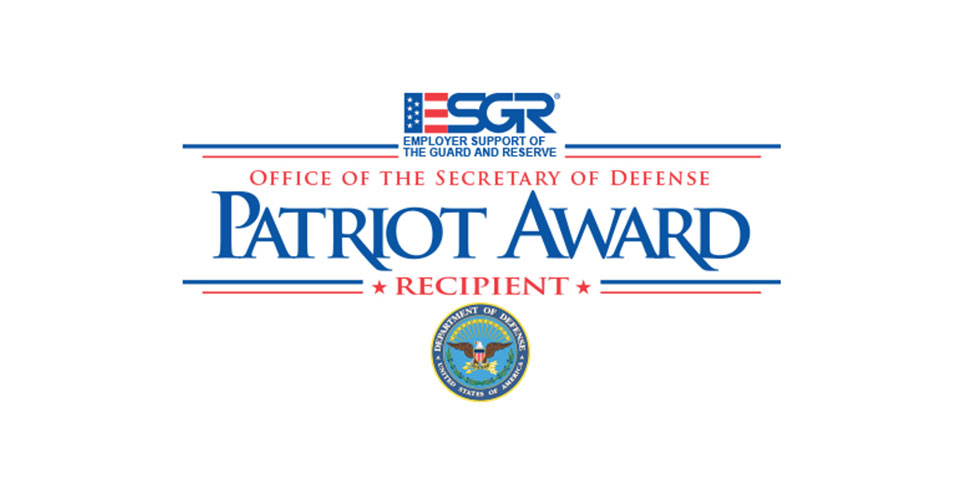 ESGR®
EMPLOYER SUPPORT OF
THE GUARD AND RESERVE
OFFICE OF THE SECRETARY OF DEFENSE
PATRIOT AWARD
RECIPIENT
DEPARTMENT OF DEFENSE
UNITED STATES OF AMERICA